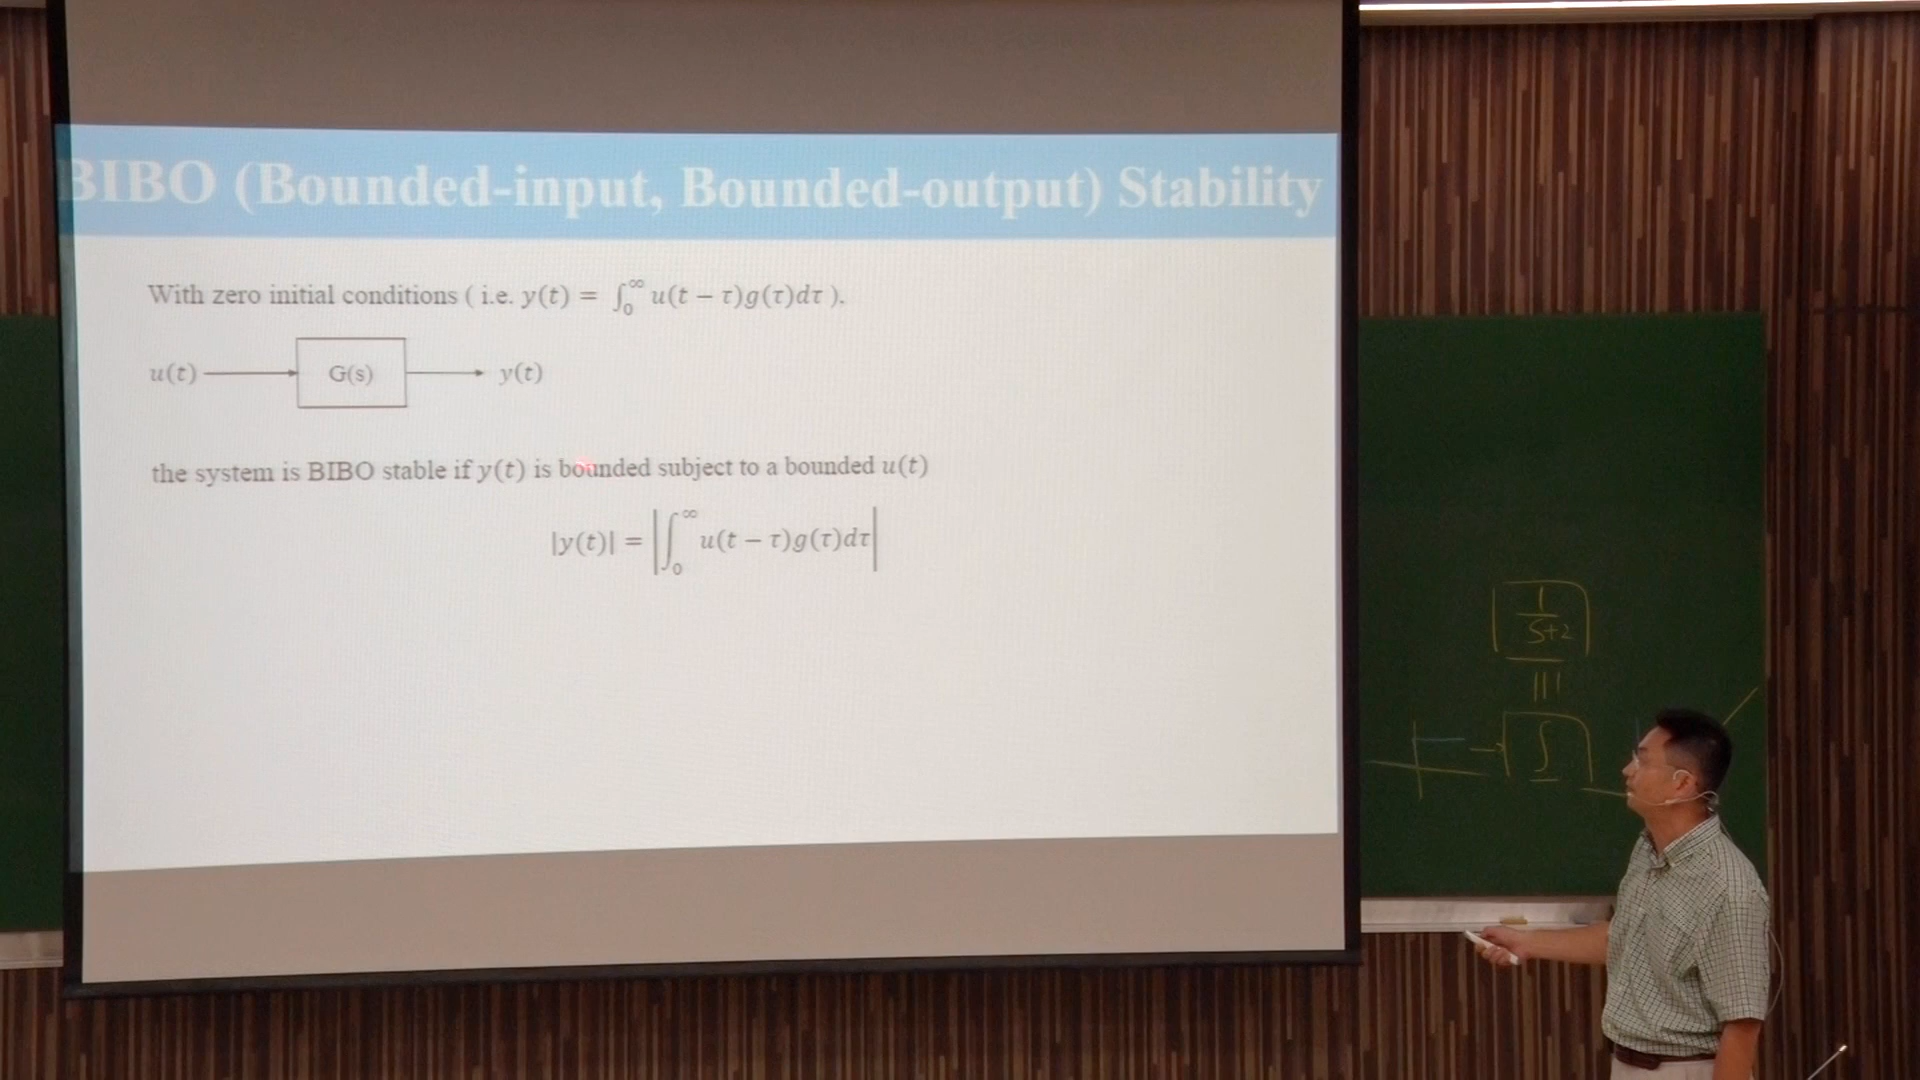 BIBO (Bounded-input, Bounded-output) Stability
With zero initial conditions ( i.e. y(t) = ∫₀^∞ u(t − τ)g(τ)dτ ).
u(t) G(s) y(t)
the system is BIBO stable if y(t) is bounded subject to a bounded u(t)
|y(t)| = |∫₀^∞ u(t − τ)g(τ)dτ|
1
S+2
∫